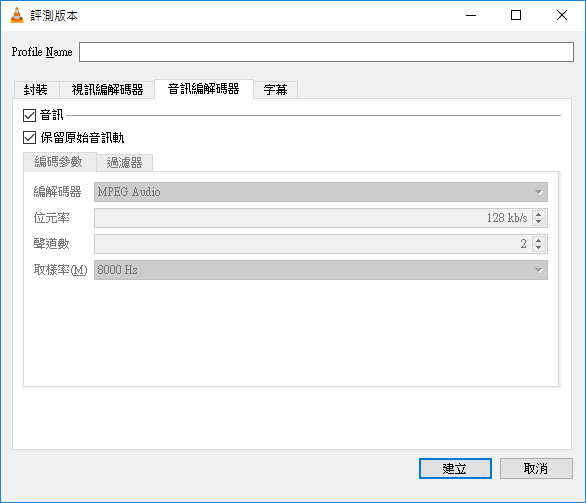 評測版本
Profile Name
封裝 視訊編解碼器 音訊編解碼器 字幕
音訊
保留原始音訊軌
編碼參數 過濾器
編解碼器 MPEG Audio
位元率 128 kb/s
聲道數 2
取樣率(M) 8000 Hz
建立 取消